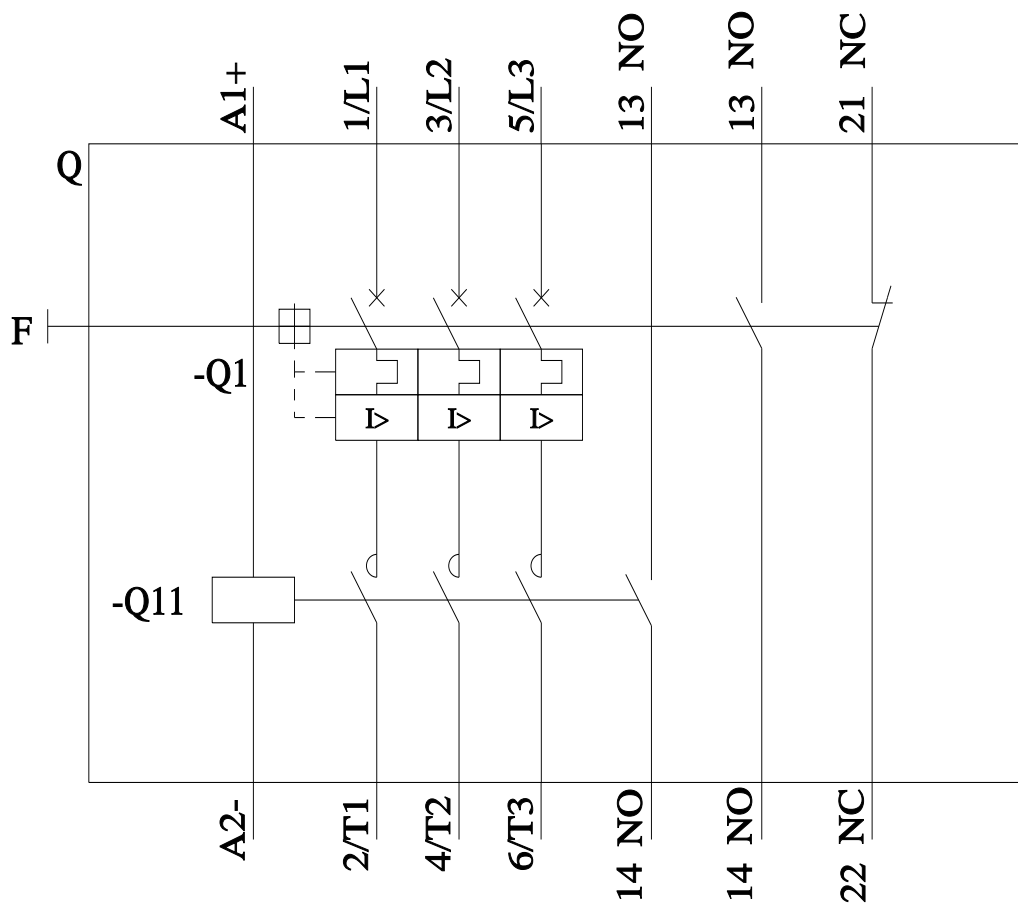 A1+
1/L1
3/L2
5/L3
13 NO
13 NO
21 NC
Q
F
-Q1
I> I> I>
-Q11
A2-
2/T1
4/T2
6/T3
14 NO
14 NO
22 NC